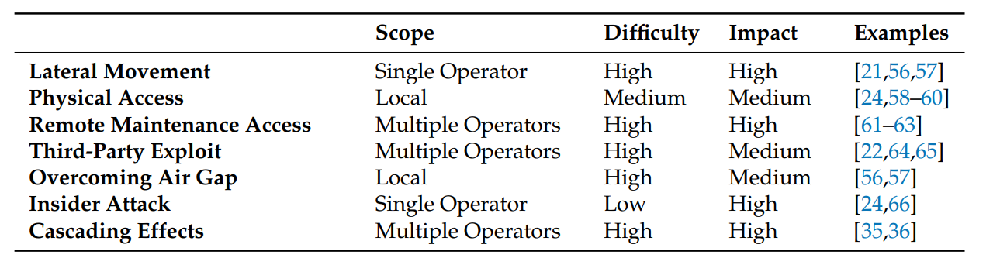 Scope Difficulty Impact Examples
Lateral Movement Single Operator High High [21,56,57]
Physical Access Local Medium Medium [24,58–60]
Remote Maintenance Access Multiple Operators High High [61–63]
Third-Party Exploit Multiple Operators High Medium [22,64,65]
Overcoming Air Gap Local High Medium [56,57]
Insider Attack Single Operator Low High [24,66]
Cascading Effects Multiple Operators High High [35,36]